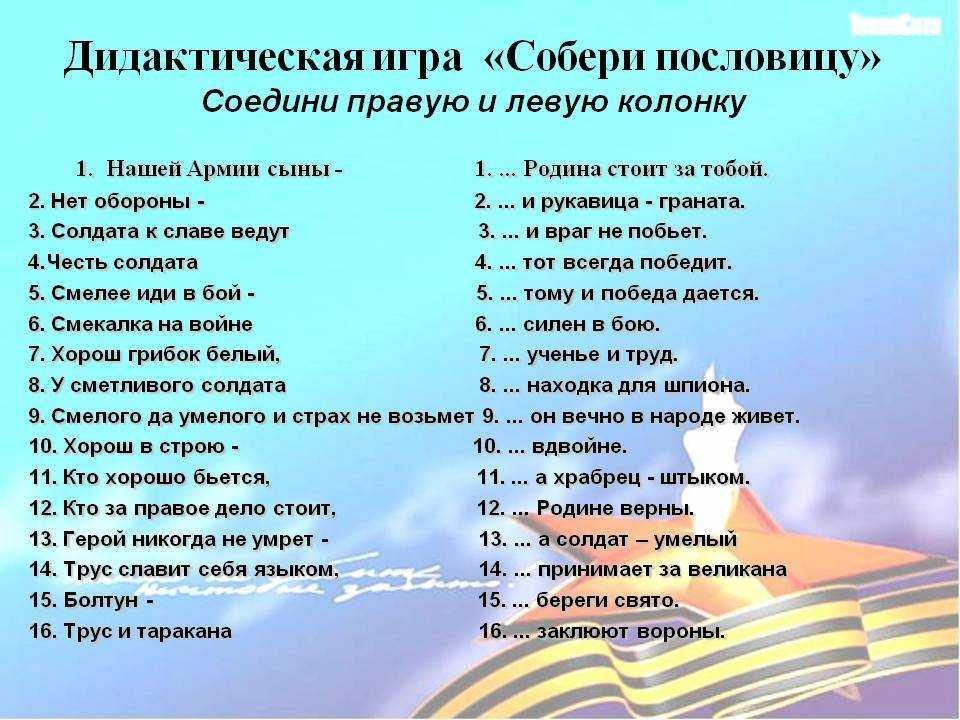 Дидактическая игра «Собери пословицу»
Соедини правую и левую колонку
1. Нашей Армии сыны - 1. ... Родина стоит за тобой.
2. Нет обороны - 2. ... и рукавица - граната.
3. Солдата к славе ведут 3. ... и враг не побьет.
4.Честь солдата 4. ... тот всегда победит.
5. Смелее иди в бой - 5. ... тому и победа дается.
6. Смекалка на войне 6. ... силен в бою.
7. Хорош грибок белый, 7. ... ученье и труд.
8. У сметливого солдата 8. ... находка для шпиона.
9. Смелого да умелого и страх не возьмет 9. ... он вечно в народе живет.
10. Хорош в строю - 10. ... вдвойне.
11. Кто хорошо бьется, 11. ... а храбрец - штыком.
12. Кто за правое дело стоит, 12. ... Родине верны.
13. Герой никогда не умрет - 13. ... а солдат – умелый
14. Трус славит себя языком, 14. ... принимает за великана
15. Болтун - 15. ... береги свято.
16. Трус и таракана 16. ... заклюют вороны.